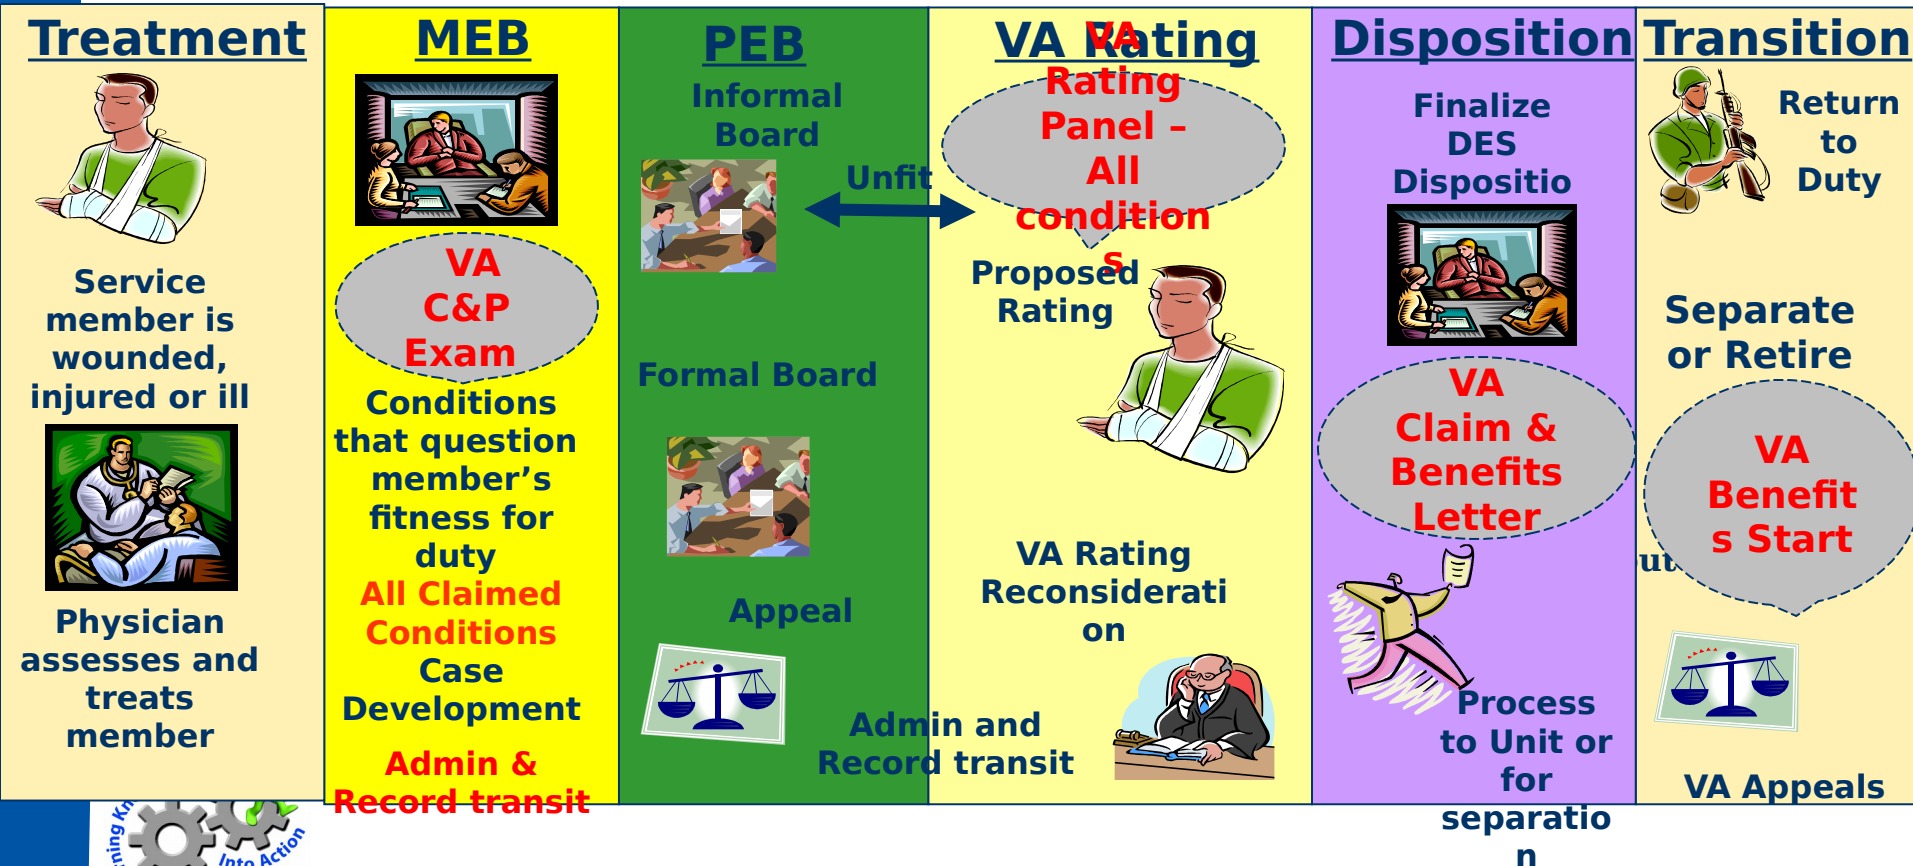 Treatment
Service
member is
wounded,
injured or ill
Physician
assesses and
treats
member
MEB
VA
C&P
Exam
Conditions
that question
member’s
fitness for
duty
All Claimed
Conditions
Case
Development
Admin &
Record transit
PEB
Informal
Board
Unfit
Formal Board
Appeal
Admin and
Record transit
VA Rating
VA
Rating
Panel –
All
condition
s
Proposed
Rating
VA Rating
Reconsiderati
on
Disposition
Finalize
DES
Dispositio
VA
Claim &
Benefits
Letter
Process
to Unit or
for
separatio
n
Transition
Return
to
Duty
Separate
or Retire
VA
Benefit
s Start
VA Appeals
Into Action